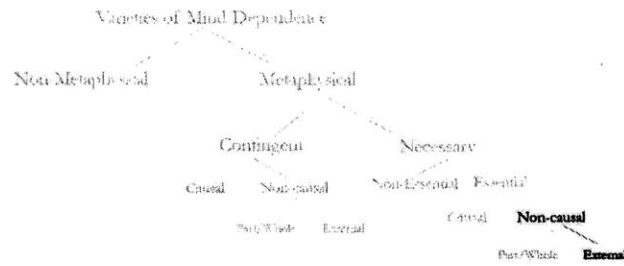 Varieties of Mind Dependence
Non-Metaphysical Metaphysical
Contingent Necessary
Causal Non-causal Non-Essential Essential
Part/Whole External Causal Non-causal
Part/Whole External